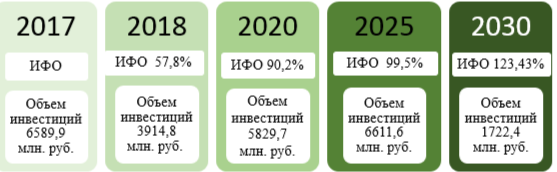 2017
ИФО
Объем
инвестиций
6589,9
млн. руб.
2018
ИФО 57,8%
Объем
инвестиций
3914,8
млн. руб.
2020
ИФО 90,2%
Объем
инвестиций
5829,7
млн. руб.
2025
ИФО 99,5%
Объем
инвестиций
6611,6
млн. руб.
2030
ИФО 123,43%
Объем
инвестиций
1722,4
млн. руб.